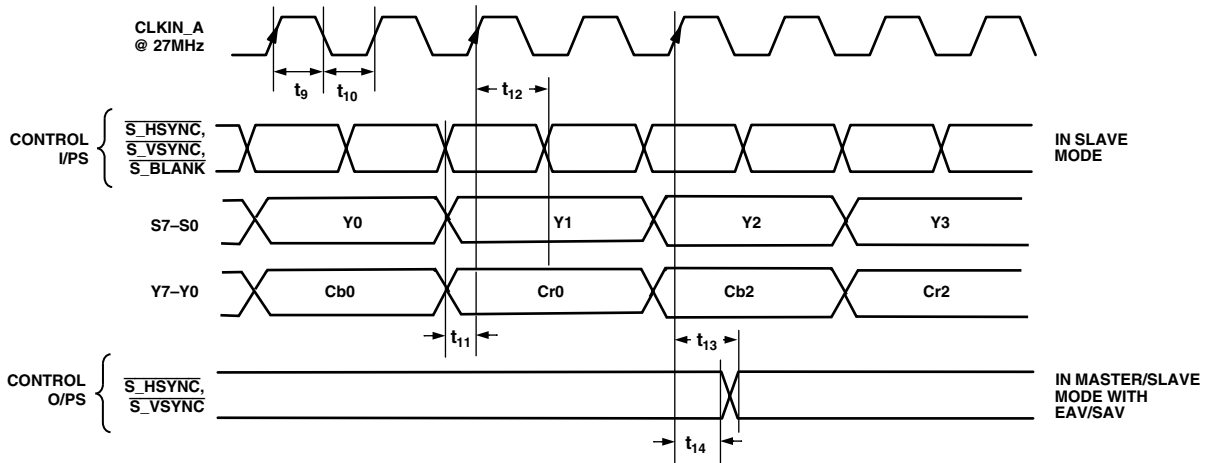 CLKIN_A
@ 27MHz
t9
t10
t12
CONTROL
I/PS
S_HSYNC,
S_VSYNC,
S_BLANK
IN SLAVE
MODE
S7–S0
Y0
Y1
Y2
Y3
Y7–Y0
Cb0
Cr0
Cb2
Cr2
t11
t13
CONTROL
O/PS
S_HSYNC,
S_VSYNC
IN MASTER/SLAVE
MODE WITH
EAV/SAV
t14